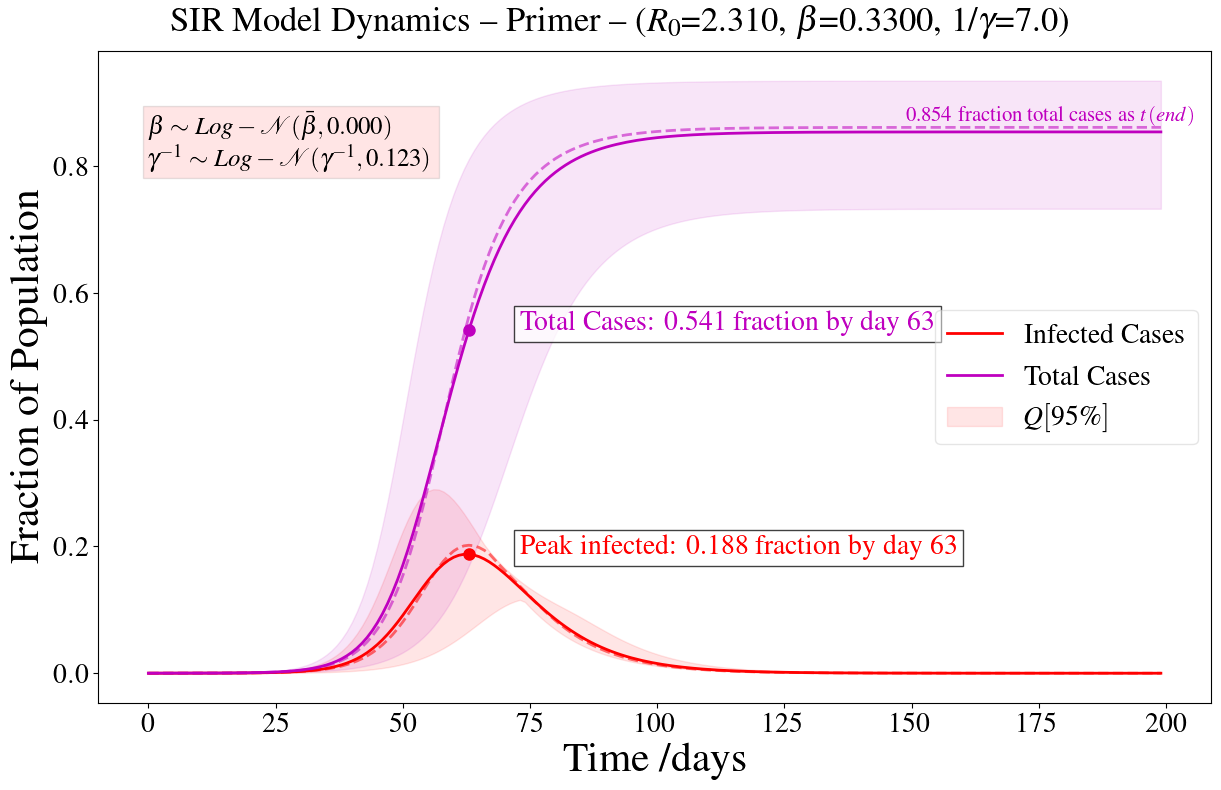 SIR Model Dynamics – Primer – (R₀=2.310, β=0.3300, 1/γ=7.0)
β ∼ Log − 𝒩 (β̄, 0.000)
γ⁻¹ ∼ Log − 𝒩 (γ⁻¹, 0.123)
0.854 fraction total cases as t (end)
Total Cases: 0.541 fraction by day 63
Infected Cases
Total Cases
Q[95%]
Peak infected: 0.188 fraction by day 63
Fraction of Population
0.8
0.6
0.4
0.2
0.0
0 25 50 75 100 125 150 175 200
Time /days